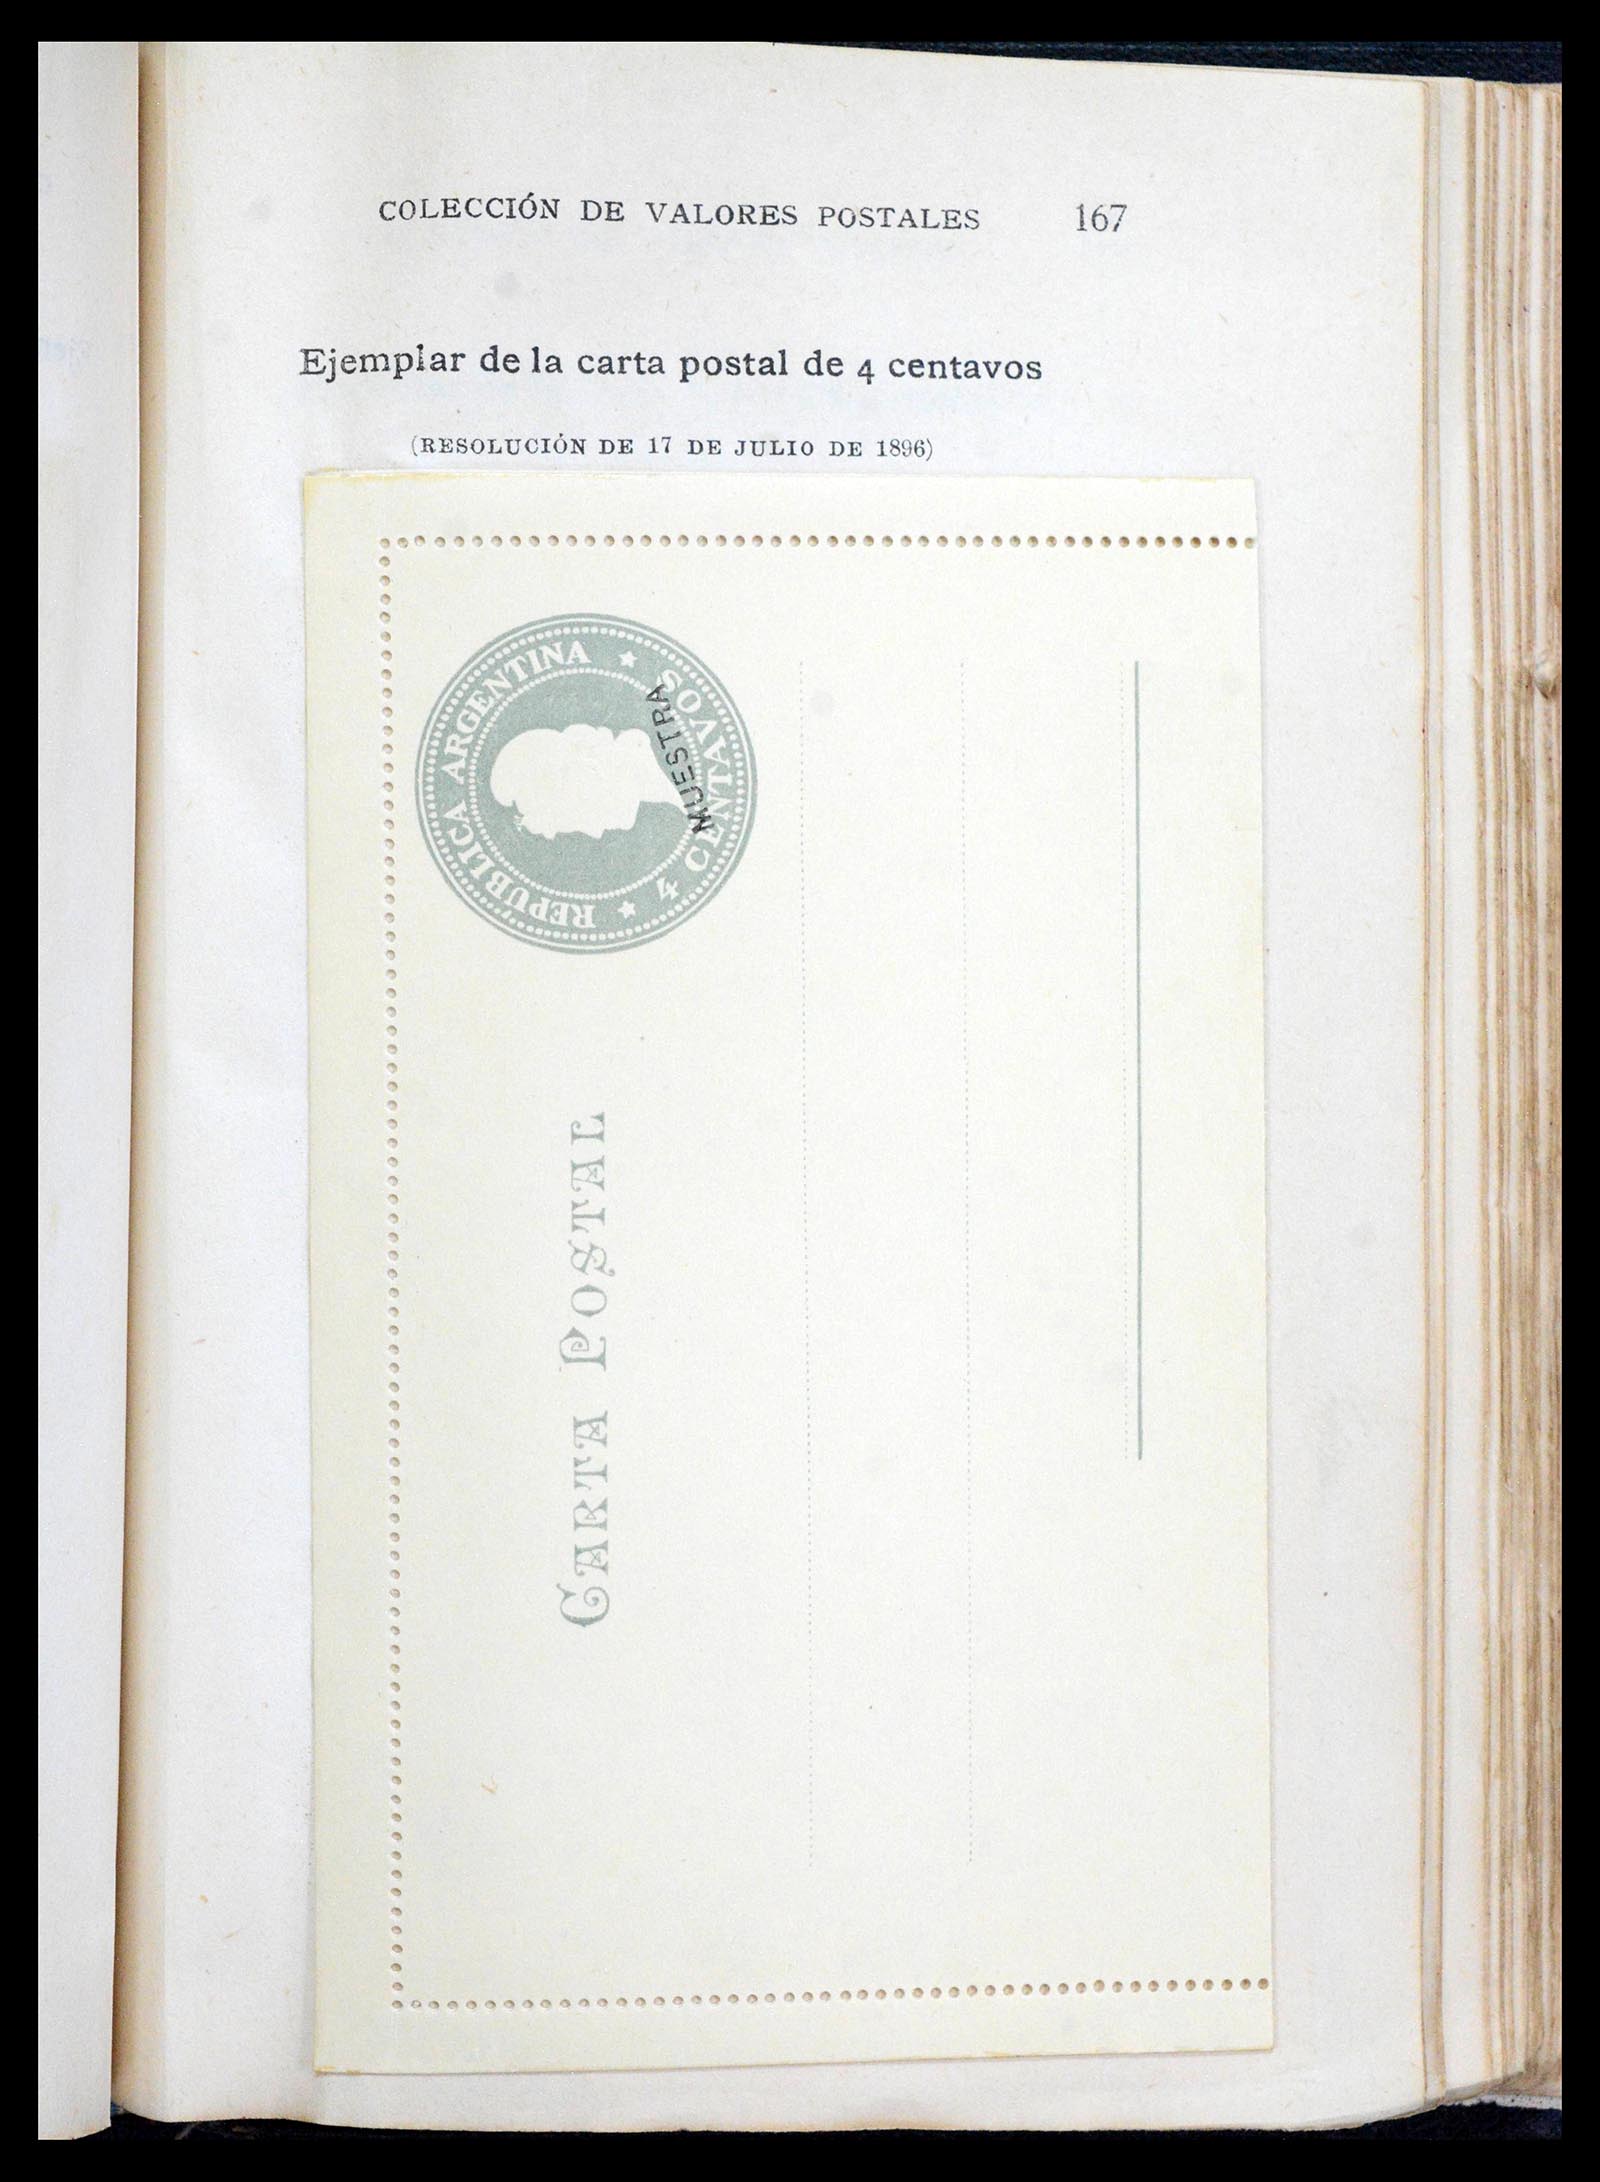 COLECCIÓN DE VALORES POSTALES 167
Ejemplar de la carta postal de 4 centavos
(RESOLUCIÓN DE 17 DE JULIO DE 1896)
REPUBLICA ARGENTINA
4 CENTAVOS
MUESTRA
CARTA POSTAL